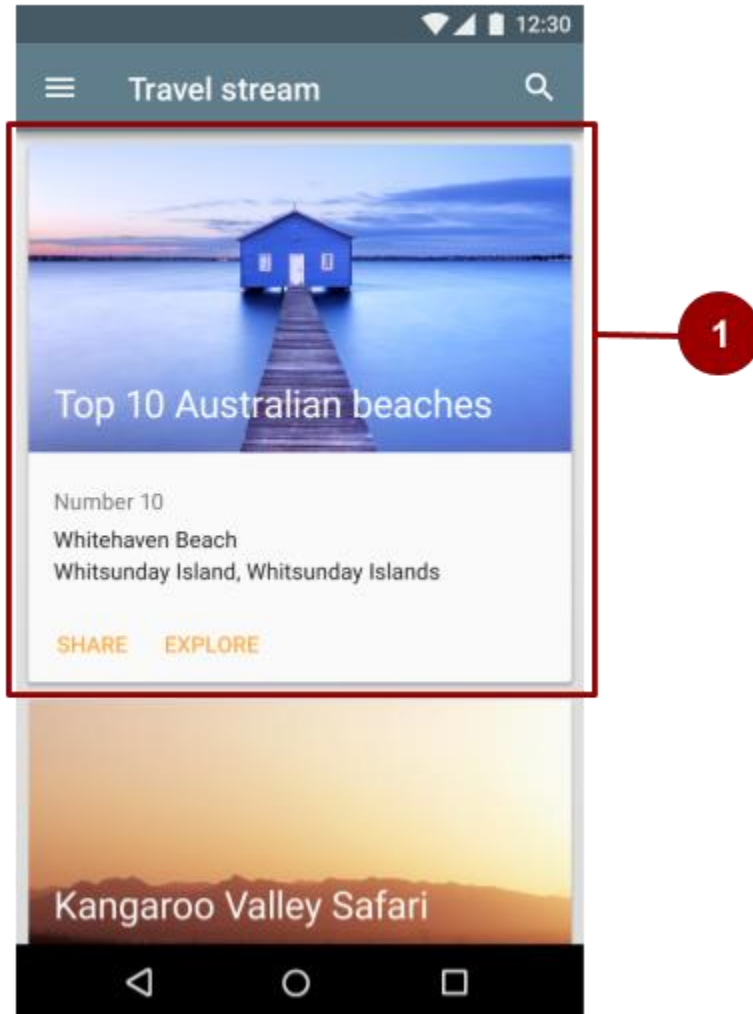 12:30
Travel stream
1
Top 10 Australian beaches
Number 10
Whitehaven Beach
Whitsunday Island, Whitsunday Islands
SHARE EXPLORE
Kangaroo Valley Safari